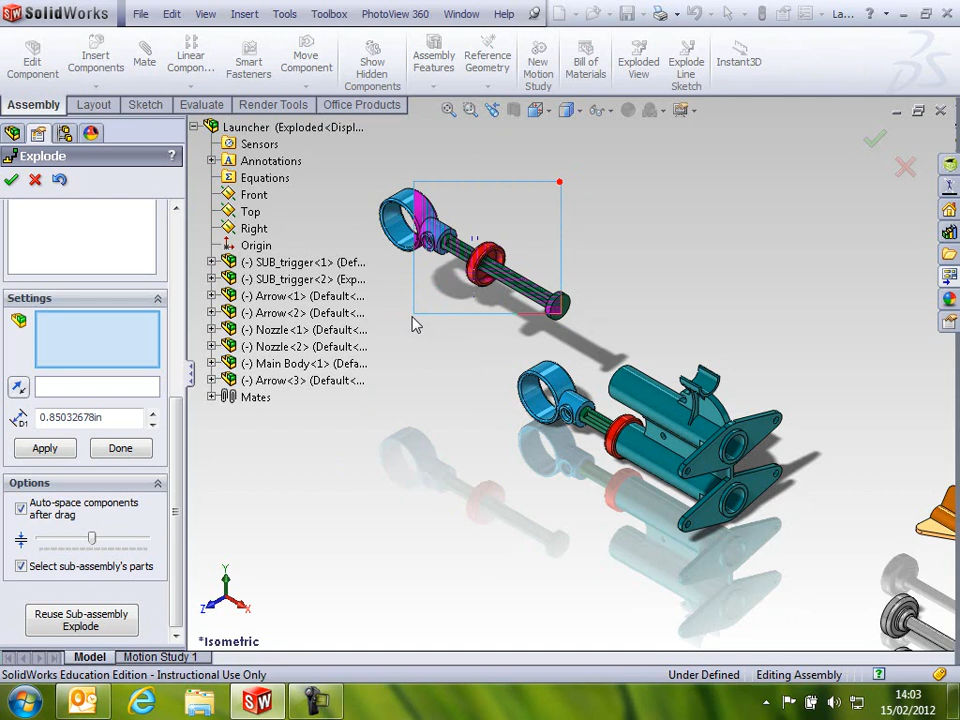 SolidWorks
File
Edit
View
Insert
Tools
Toolbox
PhotoView 360
Window
Help
La...
?
Edit
Component
Insert
Components
Mate
Linear
Compon...
Smart
Fasteners
Move
Component
Show
Hidden
Components
Assembly
Features
Reference
Geometry
New
Motion
Study
Bill of
Materials
Exploded
View
Explode
Line
Sketch
Instant3D
Assembly
Layout
Sketch
Evaluate
Render Tools
Office Products
Explode
?
Settings
0.85032678in
Apply
Done
Options
Auto-space components
after drag
Select sub-assembly's parts
Reuse Sub-assembly
Explode
Launcher (Exploded<Displ...
Sensors
Annotations
Equations
Front
Top
Right
Origin
(-) SUB_trigger<1> (Def...
(-) SUB_trigger<2> (Exp...
(-) Arrow<1> (Default<...
(-) Arrow<2> (Default<...
(-) Nozzle<1> (Default<...
(-) Nozzle<2> (Default<...
(-) Main Body<1> (Defa...
(-) Arrow<3> (Default<...
Mates
Y
Z
X
*Isometric
Model
Motion Study 1
SolidWorks Education Edition - Instructional Use Only
Under Defined
Editing Assembly
?
14:03
15/02/2012